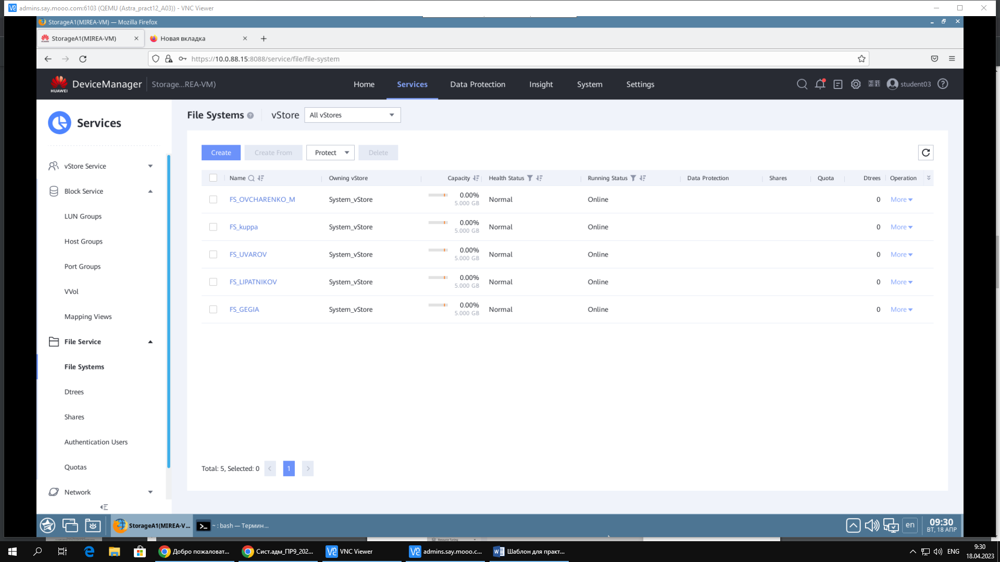 admins.say.mooo.com:6103 (QEMU (Astra_pract12_A03)) - VNC Viewer
StorageA1(MIREA-VM) — Mozilla Firefox
StorageA1(MIREA-VM)
Новая вкладка
https://10.0.88.15:8088/service/file/file-system
HUAWEI
DeviceManager
Storage...REA-VM)
Home
Services
Data Protection
Insight
System
Settings
student03
Services
File Systems
vStore
All vStores
Create
Create From
Protect
Delete
Name
Owning vStore
Capacity
Health Status
Running Status
Data Protection
Shares
Quota
Dtrees
Operation
FS_OVCHARENKO_M System_vStore 0.00% Normal Online 0 More
5.000 GB
FS_kuppa System_vStore 0.00% Normal Online 0 More
5.000 GB
FS_UVAROV System_vStore 0.00% Normal Online 0 More
5.000 GB
FS_LIPATNIKOV System_vStore 0.00% Normal Online 0 More
5.000 GB
FS_GEGIA System_vStore 0.00% Normal Online 0 More
5.000 GB
Total: 5, Selected: 0
1
vStore Service
Block Service
LUN Groups
Host Groups
Port Groups
VVol
Mapping Views
File Service
File Systems
Dtrees
Shares
Authentication Users
Quotas
Network
StorageA1(MIREA-V...
~ : bash — Термин...
en
09:30
ВТ, 18 АПР
Resource Tuning
Добро пожаловат...
Сист.адм_ПР9_202...
VNC Viewer
admins.say.mooo.c...
Шаблон для практ...
ENG
9:30
18.04.2023